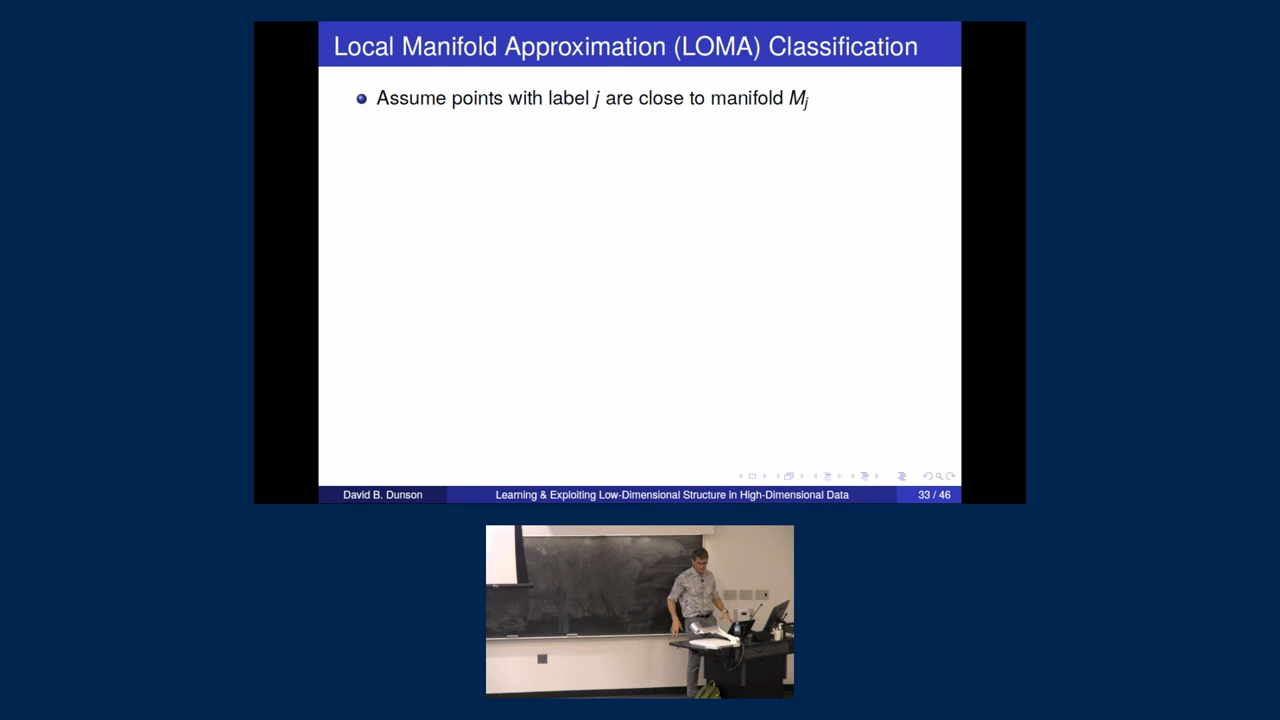 Local Manifold Approximation (LOMA) Classification
Assume points with label j are close to manifold Mj
David B. Dunson
Learning & Exploiting Low-Dimensional Structure in High-Dimensional Data
33 / 46